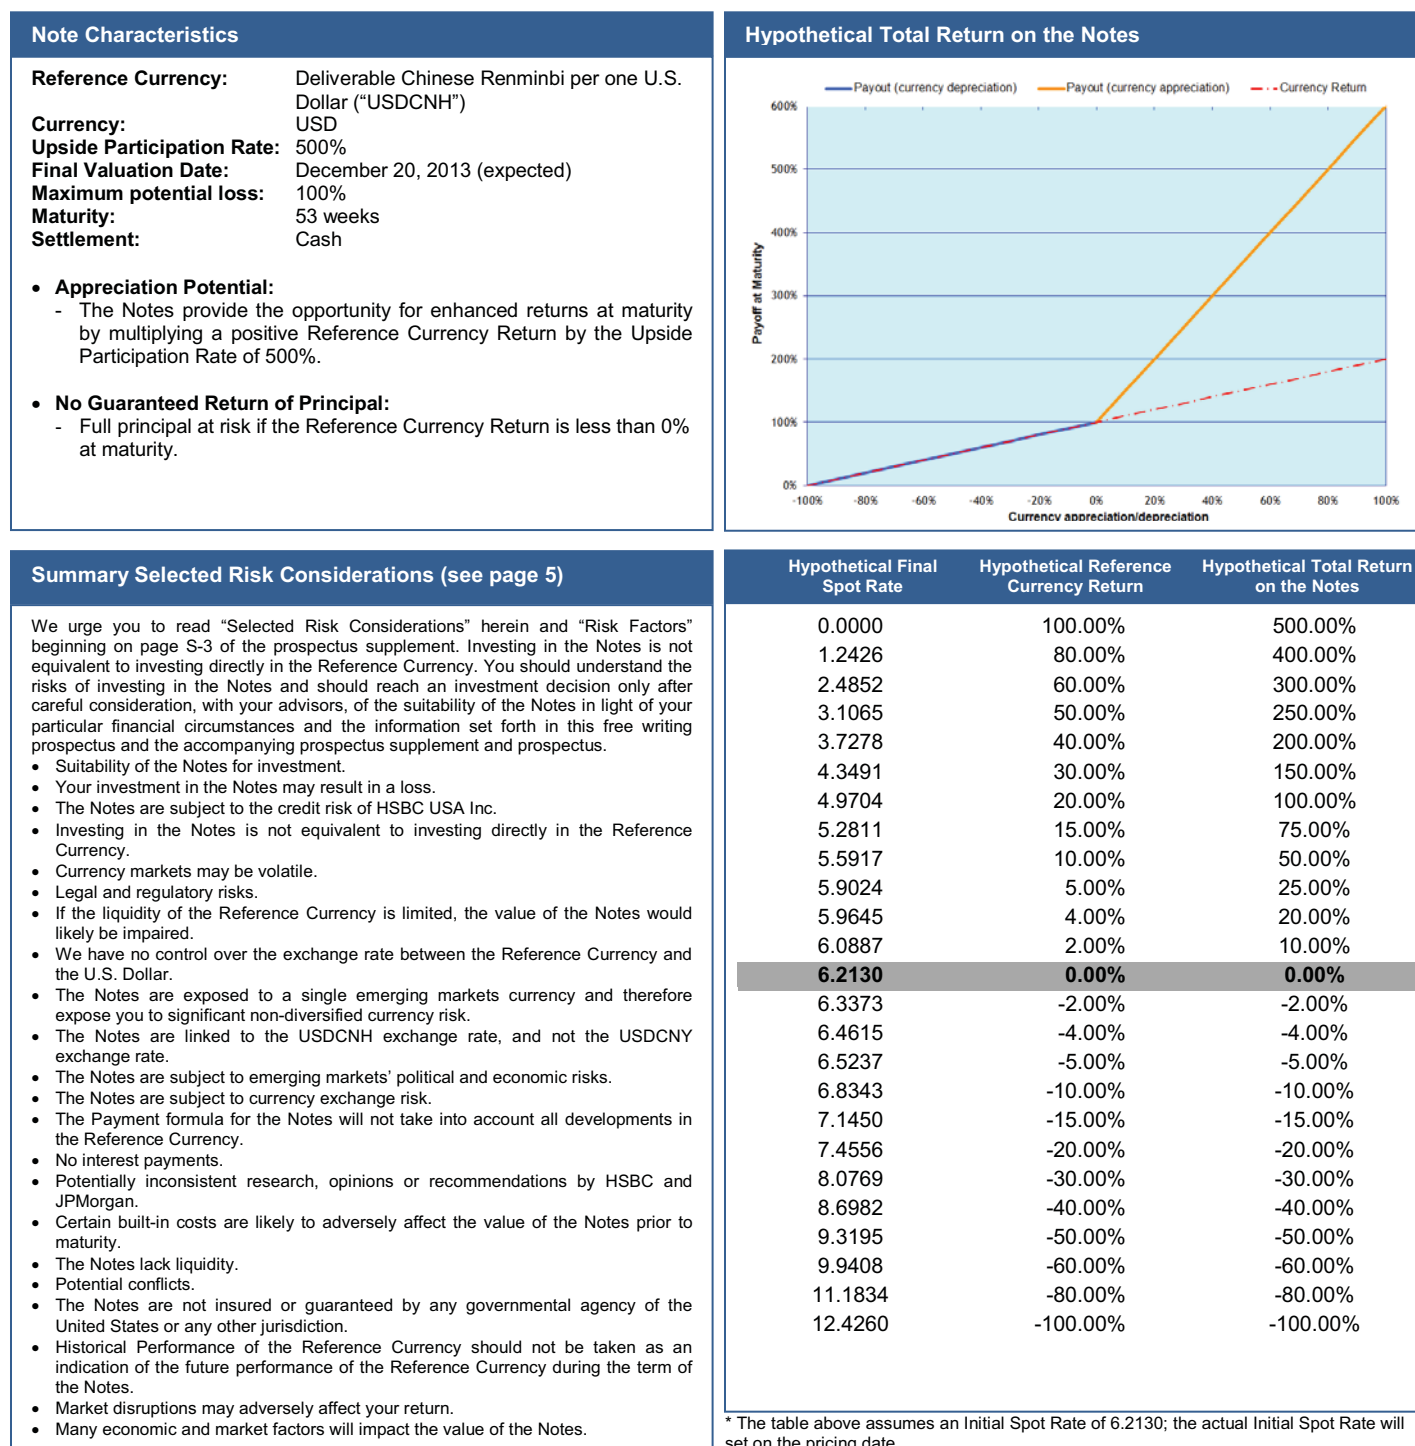 Note Characteristics
Reference Currency: Deliverable Chinese Renminbi per one U.S.
Dollar (“USDCNH”)
Currency: USD
Upside Participation Rate: 500%
Final Valuation Date: December 20, 2013 (expected)
Maximum potential loss: 100%
Maturity: 53 weeks
Settlement: Cash
• Appreciation Potential:
- The Notes provide the opportunity for enhanced returns at maturity
by multiplying a positive Reference Currency Return by the Upside
Participation Rate of 500%.
• No Guaranteed Return of Principal:
- Full principal at risk if the Reference Currency Return is less than 0%
at maturity.
Hypothetical Total Return on the Notes
Payout (currency depreciation) Payout (currency appreciation) Currency Return
600%
500%
400%
300%
200%
100%
0%
Payoff at Maturity
-100% -80% -60% -40% -20% 0% 20% 40% 60% 80% 100%
Currency appreciation/depreciation
Summary Selected Risk Considerations (see page 5)
We urge you to read “Selected Risk Considerations” herein and “Risk Factors”
beginning on page S-3 of the prospectus supplement. Investing in the Notes is not
equivalent to investing directly in the Reference Currency. You should understand the
risks of investing in the Notes and should reach an investment decision only after
careful consideration, with your advisors, of the suitability of the Notes in light of your
particular financial circumstances and the information set forth in this free writing
prospectus and the accompanying prospectus supplement and prospectus.
• Suitability of the Notes for investment.
• Your investment in the Notes may result in a loss.
• The Notes are subject to the credit risk of HSBC USA Inc.
• Investing in the Notes is not equivalent to investing directly in the Reference
Currency.
• Currency markets may be volatile.
• Legal and regulatory risks.
• If the liquidity of the Reference Currency is limited, the value of the Notes would
likely be impaired.
• We have no control over the exchange rate between the Reference Currency and
the U.S. Dollar.
• The Notes are exposed to a single emerging markets currency and therefore
expose you to significant non-diversified currency risk.
• The Notes are linked to the USDCNH exchange rate, and not the USDCNY
exchange rate.
• The Notes are subject to emerging markets’ political and economic risks.
• The Notes are subject to currency exchange risk.
• The Payment formula for the Notes will not take into account all developments in
the Reference Currency.
• No interest payments.
• Potentially inconsistent research, opinions or recommendations by HSBC and
JPMorgan.
• Certain built-in costs are likely to adversely affect the value of the Notes prior to
maturity.
• The Notes lack liquidity.
• Potential conflicts.
• The Notes are not insured or guaranteed by any governmental agency of the
United States or any other jurisdiction.
• Historical Performance of the Reference Currency should not be taken as an
indication of the future performance of the Reference Currency during the term of
the Notes.
• Market disruptions may adversely affect your return.
• Many economic and market factors will impact the value of the Notes.
Hypothetical Final Hypothetical Reference Hypothetical Total Return
Spot Rate Currency Return on the Notes
0.0000 100.00% 500.00%
1.2426 80.00% 400.00%
2.4852 60.00% 300.00%
3.1065 50.00% 250.00%
3.7278 40.00% 200.00%
4.3491 30.00% 150.00%
4.9704 20.00% 100.00%
5.2811 15.00% 75.00%
5.5917 10.00% 50.00%
5.9024 5.00% 25.00%
5.9645 4.00% 20.00%
6.0887 2.00% 10.00%
6.2130 0.00% 0.00%
6.3373 -2.00% -2.00%
6.4615 -4.00% -4.00%
6.5237 -5.00% -5.00%
6.8343 -10.00% -10.00%
7.1450 -15.00% -15.00%
7.4556 -20.00% -20.00%
8.0769 -30.00% -30.00%
8.6982 -40.00% -40.00%
9.3195 -50.00% -50.00%
9.9408 -60.00% -60.00%
11.1834 -80.00% -80.00%
12.4260 -100.00% -100.00%
* The table above assumes an Initial Spot Rate of 6.2130; the actual Initial Spot Rate will
set on the pricing date